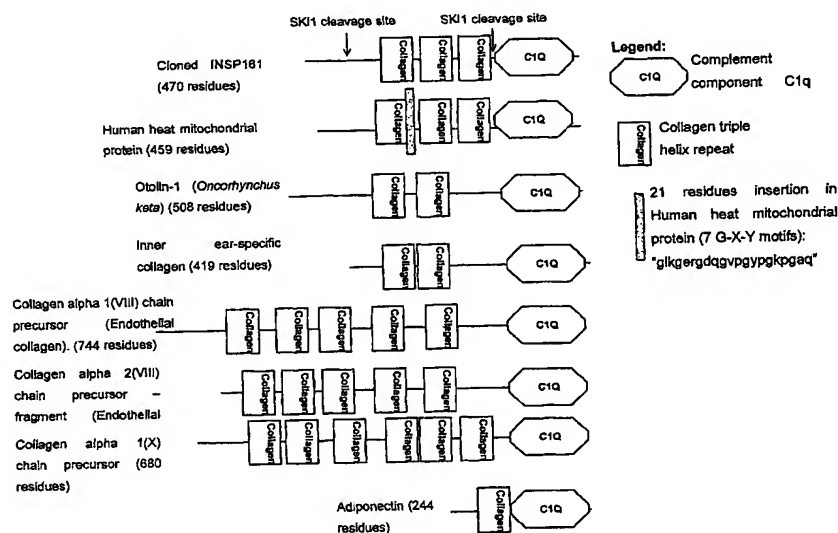 SKI1 cleavage site
SKI1 cleavage site
Cloned INSP161
(470 residues)
Collagen
Collagen
Collagen
C1Q
Human heat mitochondrial
protein (459 residues)
Collagen
Collagen
Collagen
C1Q
Otolin-1 (Oncorhynchus
keta) (508 residues)
Collagen
Collagen
C1Q
Inner ear-specific
collagen (419 residues)
Collagen
Collagen
C1Q
Collagen alpha 1(VIII) chain
precursor (Endothelial
collagen). (744 residues)
Collagen
Collagen
Collagen
Collagen
Collagen
C1Q
Collagen alpha 2(VIII)
chain precursor –
fragment (Endothelial
Collagen
Collagen
Collagen
Collagen
Collagen
C1Q
Collagen alpha 1(X)
chain precursor (680
residues)
Collagen
Collagen
Collagen
Collagen
Collagen
Collagen
C1Q
Adiponectin (244
residues)
Collagen
C1Q
Legend:
C1Q
Complement
component C1q
Collagen
Collagen triple
helix repeat
21 residues insertion in
Human heat mitochondrial
protein (7 G-X-Y motifs):
"glkgergdqgvpgypgkpgaq"